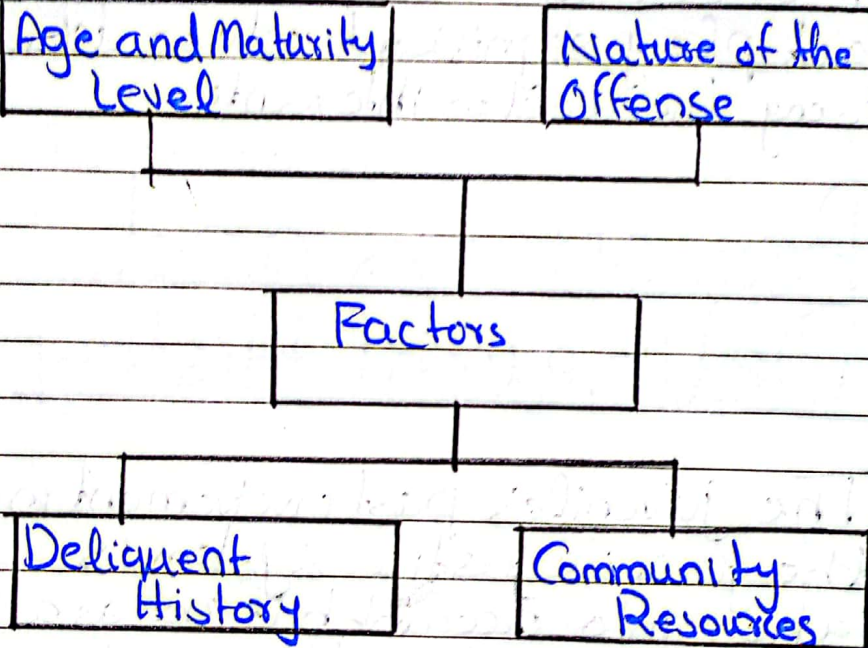 Age and Maturity
Level
Nature of the
Offense
Factors
Deliquent
History
Community
Resources